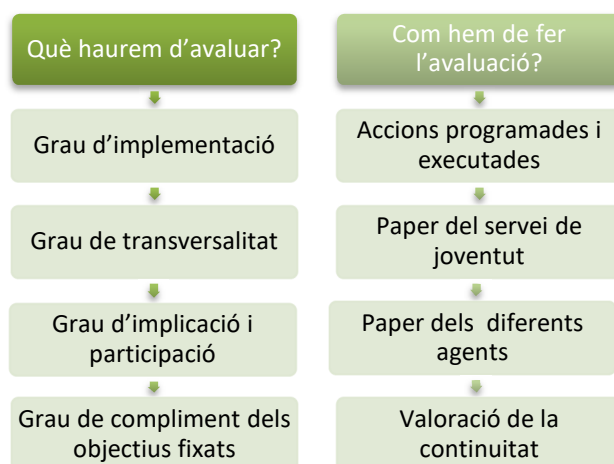 Què haurem d'avaluar?
Grau d'implementació
Grau de transversalitat
Grau d'implicació i
participació
Grau de compliment dels
objectius fixats
Com hem de fer
l'avaluació?
Accions programades i
executades
Paper del servei de
joventut
Paper dels  diferents
agents
Valoració de la
continuitat